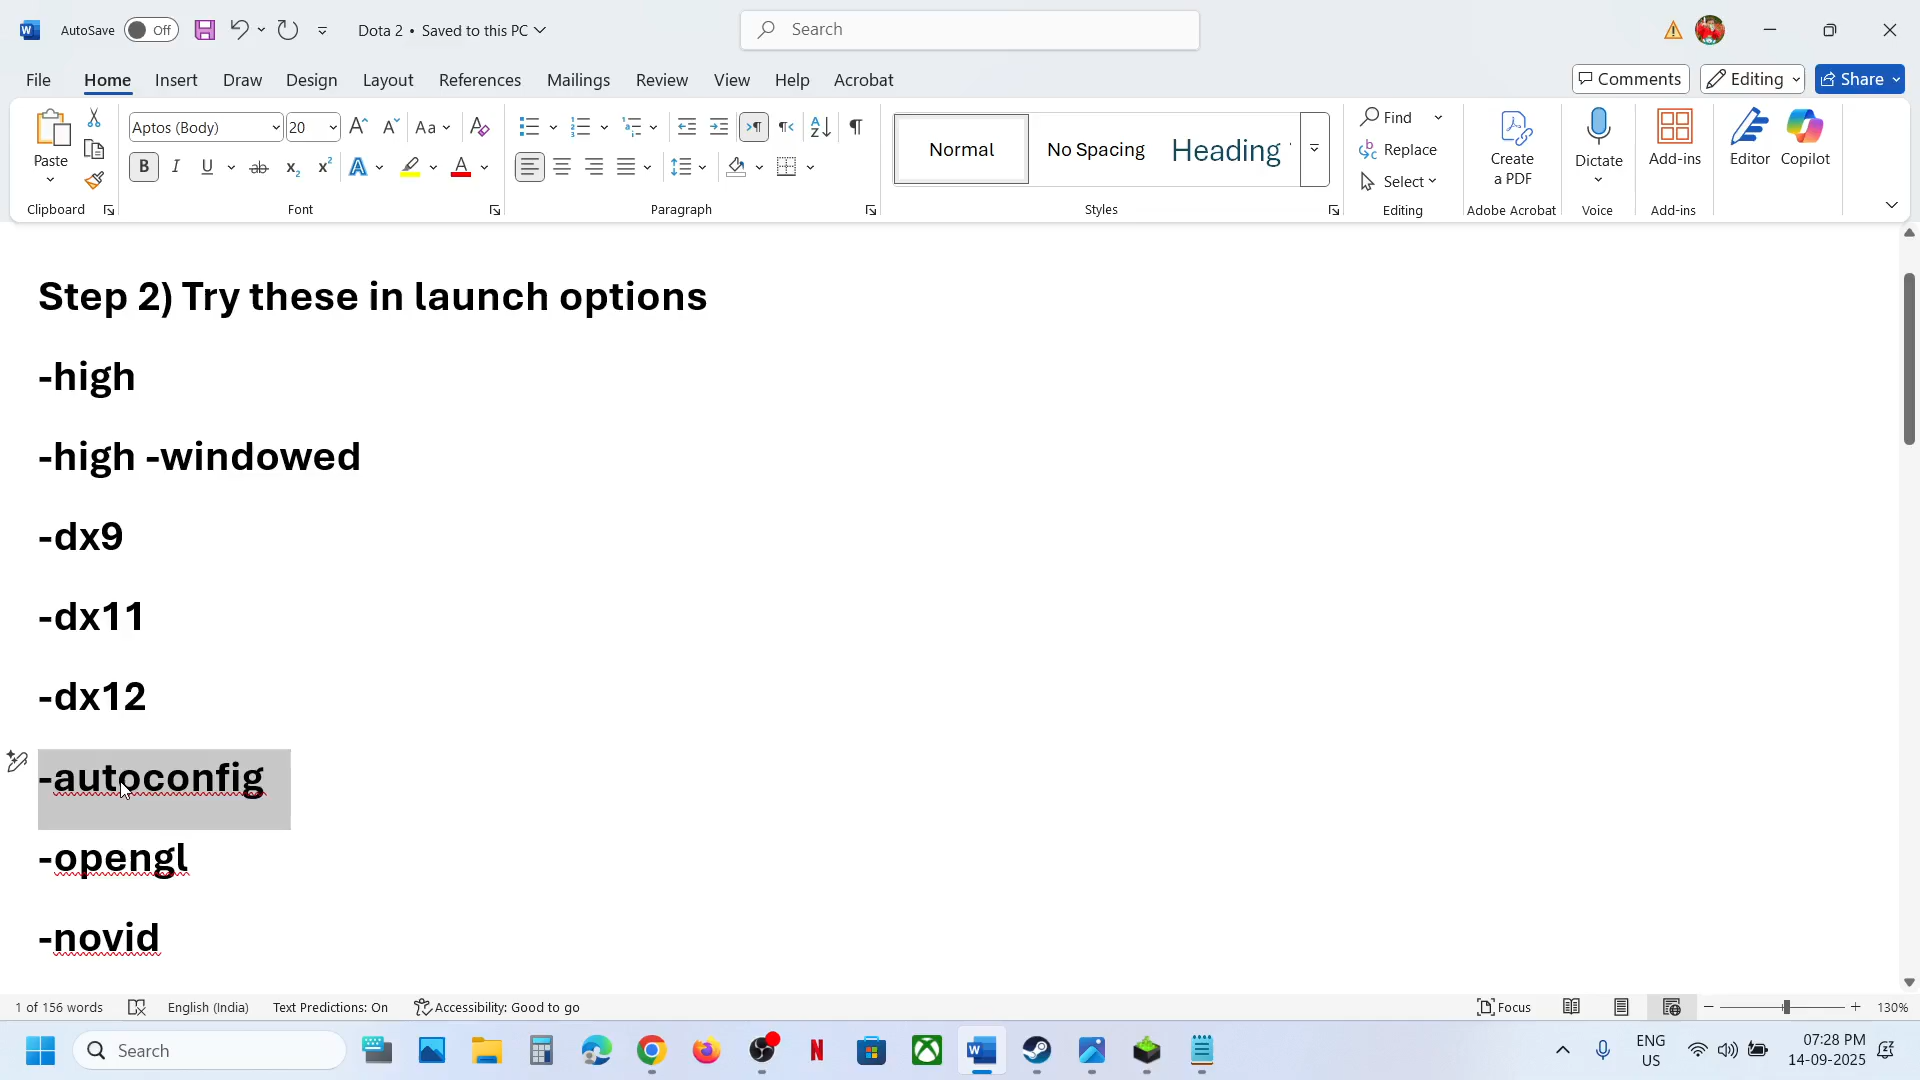 AutoSave Off Dota 2 • Saved to this PC Search
File Home Insert Draw Design Layout References Mailings Review View Help Acrobat Comments Editing Share
Aptos (Body) 20 Aa
Paste
B I U ab x₂ x² A A
Normal No Spacing Heading
Find
Replace
Select
Create a PDF
Dictate
Add-ins
Editor
Copilot
Clipboard Font Paragraph Styles Editing Adobe Acrobat Voice Add-ins
Step 2) Try these in launch options
-high
-high -windowed
-dx9
-dx11
-dx12
-autoconfig
-opengl
-novid
1 of 156 words English (India) Text Predictions: On Accessibility: Good to go Focus 130%
Search ENG US 07:28 PM 14-09-2025